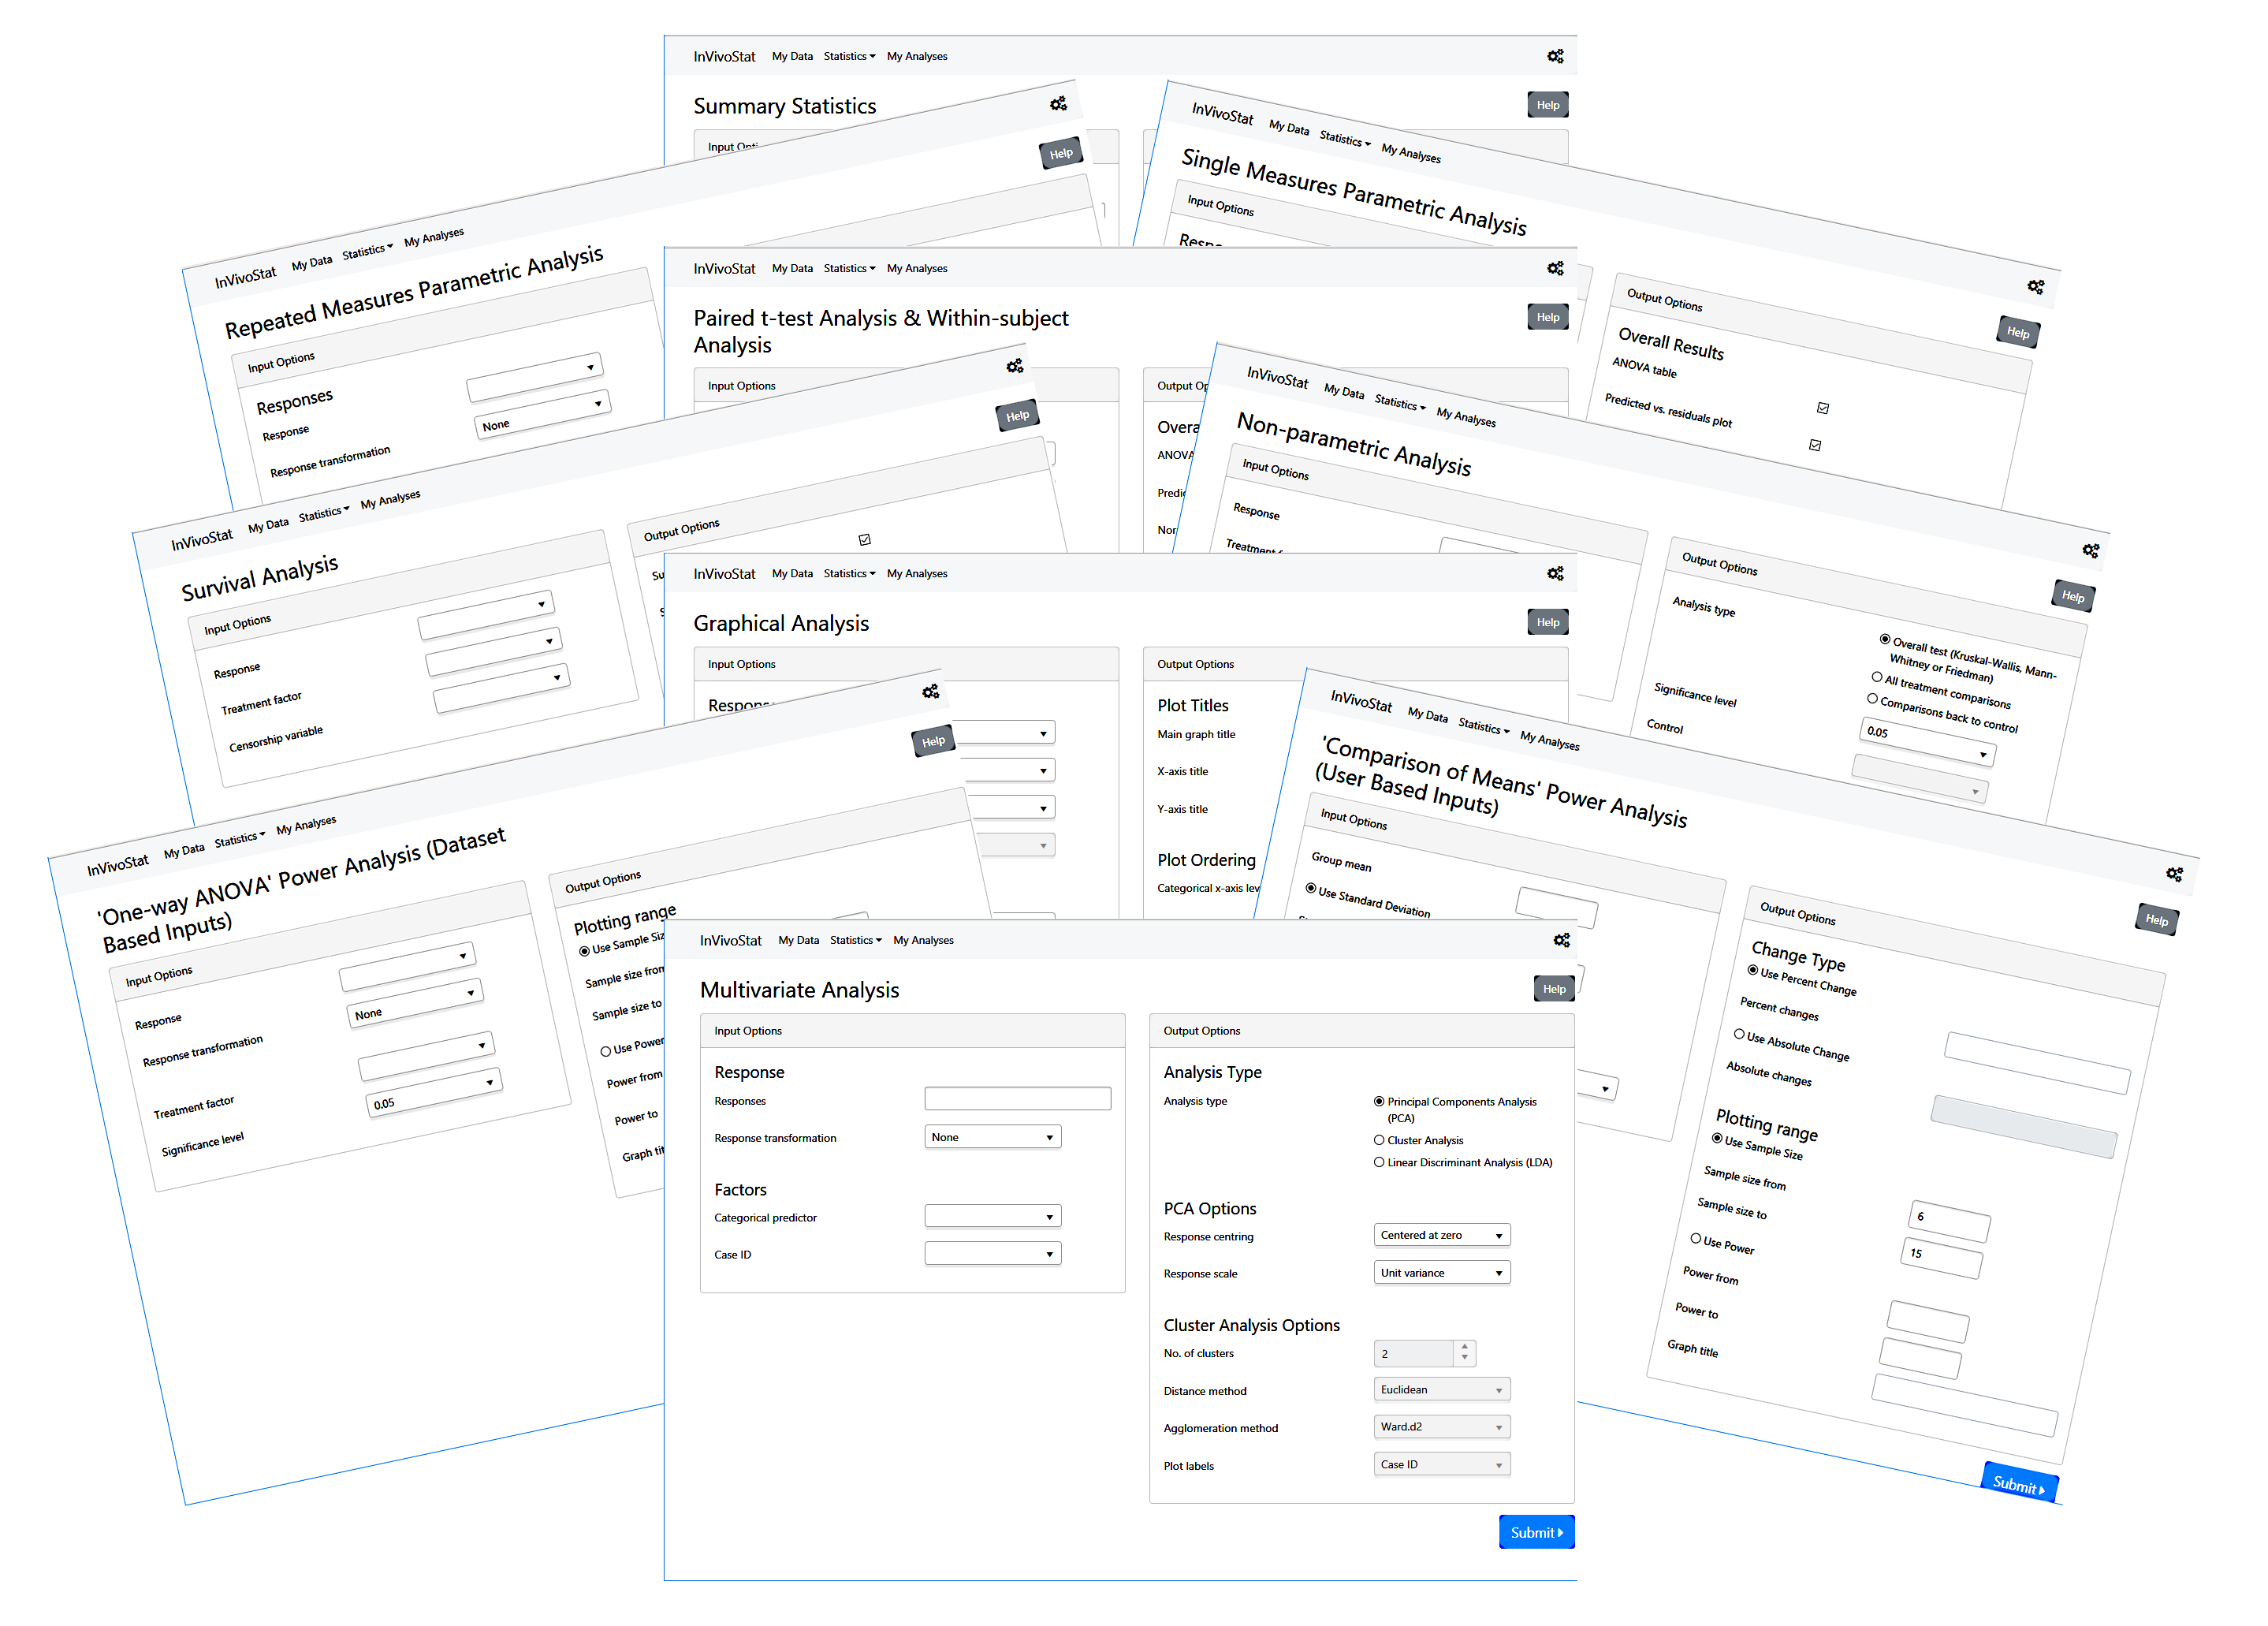 InVivoStat My Data Statistics My Analyses
Summary Statistics
Help
InVivoStat My Data Statistics My Analyses
Repeated Measures Parametric Analysis
Help
Input Options
Responses
Response
Response transformation
None
InVivoStat My Data Statistics My Analyses
Single Measures Parametric Analysis
Help
Input Options
Output Options
Overall Results
ANOVA table
Predicted vs. residuals plot
InVivoStat My Data Statistics My Analyses
Paired t-test Analysis & Within-subject
Analysis
Help
Input Options
InVivoStat My Data Statistics My Analyses
Survival Analysis
Help
Input Options
Response
Treatment factor
Censorship variable
Output Options
InVivoStat My Data Statistics My Analyses
Non-parametric Analysis
Help
Input Options
Response
Treatment
Output Options
Analysis type
Overall test (Kruskal-Wallis, Mann-
Whitney or Friedman)
All treatment comparisons
Comparisons back to control
Significance level
0.05
Control
InVivoStat My Data Statistics My Analyses
Graphical Analysis
Help
Input Options
Output Options
Plot Titles
Main graph title
X-axis title
Y-axis title
Plot Ordering
Categorical x-axis lev
InVivoStat My Data Statistics My Analyses
'One-way ANOVA' Power Analysis (Dataset
Based Inputs)
Help
Input Options
Response
Response transformation
None
Treatment factor
Significance level
0.05
Output Options
Plotting range
Use Sample Siz
Sample size from
Sample size to
Use Power
Power from
Power to
Graph tit
InVivoStat My Data Statistics My Analyses
'Comparison of Means' Power Analysis
(User Based Inputs)
Help
Input Options
Group mean
Use Standard Deviation
Output Options
Change Type
Use Percent Change
Percent changes
Use Absolute Change
Absolute changes
Plotting range
Use Sample Size
Sample size from
6
Sample size to
15
Use Power
Power from
Power to
Graph title
Submit
InVivoStat My Data Statistics My Analyses
Multivariate Analysis
Help
Input Options
Response
Responses
Response transformation None
Factors
Categorical predictor
Case ID
Output Options
Analysis Type
Analysis type Principal Components Analysis
(PCA)
Cluster Analysis
Linear Discriminant Analysis (LDA)
PCA Options
Response centring Centered at zero
Response scale Unit variance
Cluster Analysis Options
No. of clusters 2
Distance method Euclidean
Agglomeration method Ward.d2
Plot labels Case ID
Submit